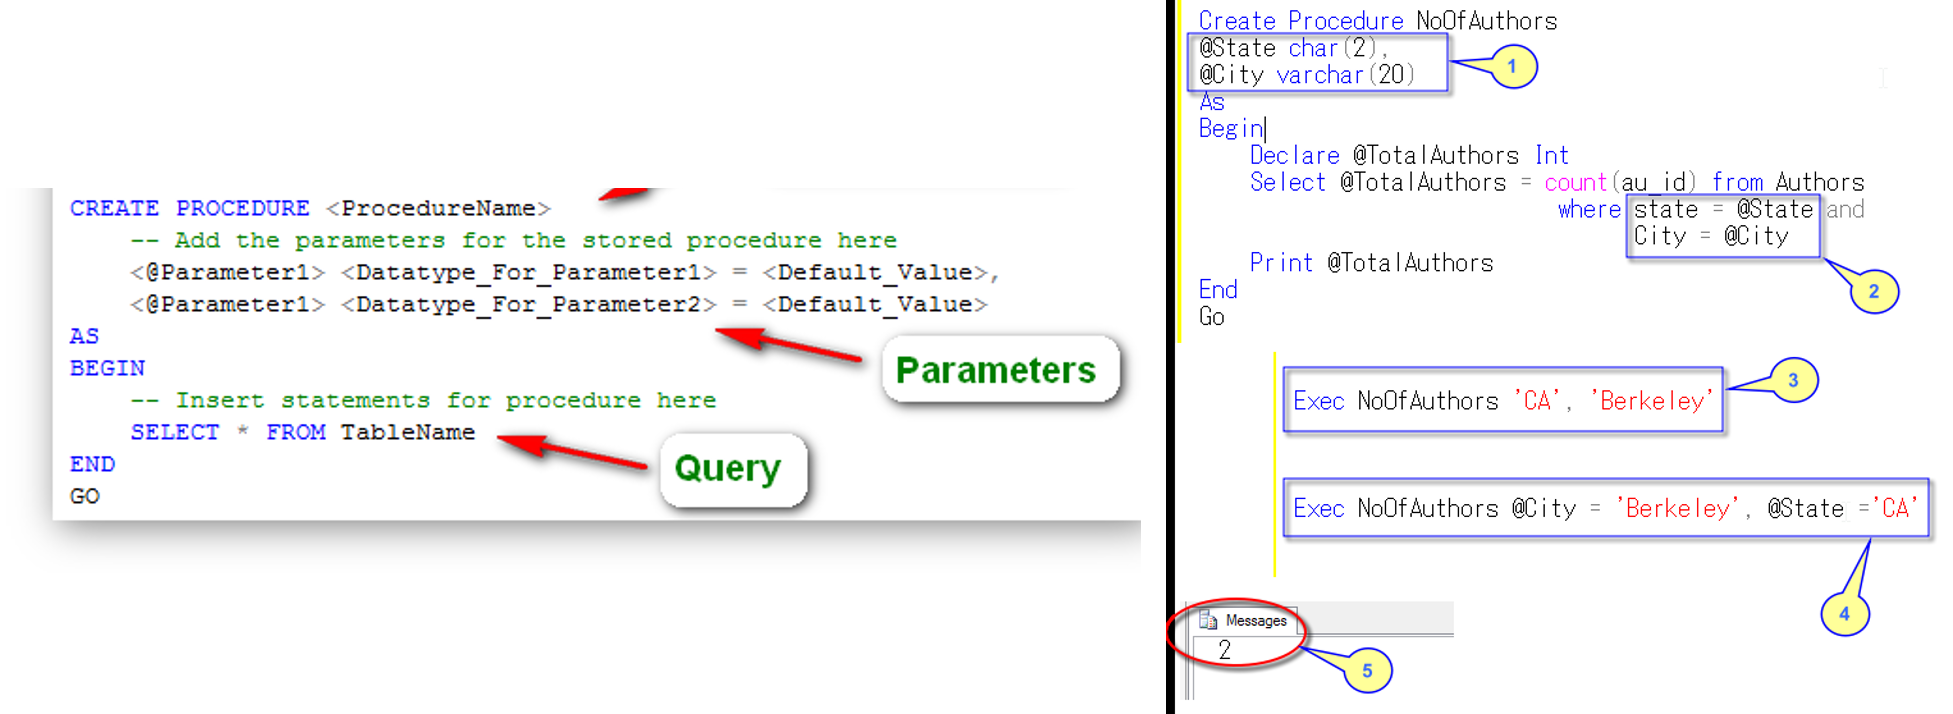 CREATE PROCEDURE <ProcedureName>
-- Add the parameters for the stored procedure here
<@Parameter1> <Datatype_For_Parameter1> = <Default_Value>,
<@Parameter1> <Datatype_For_Parameter2> = <Default_Value>
AS
BEGIN
Parameters
-- Insert statements for procedure here
SELECT * FROM TableName
Query
END
GO
Create Procedure NoOfAuthors
@State char(2),
@City varchar(20)
1
As
Begin
Declare @TotalAuthors Int
Select @TotalAuthors = count(au_id) from Authors
where state = @State and
City = @City
2
Print @TotalAuthors
End
Go
Exec NoOfAuthors 'CA', 'Berkeley'
3
Exec NoOfAuthors @City = 'Berkeley', @State ='CA'
4
Messages
2
5